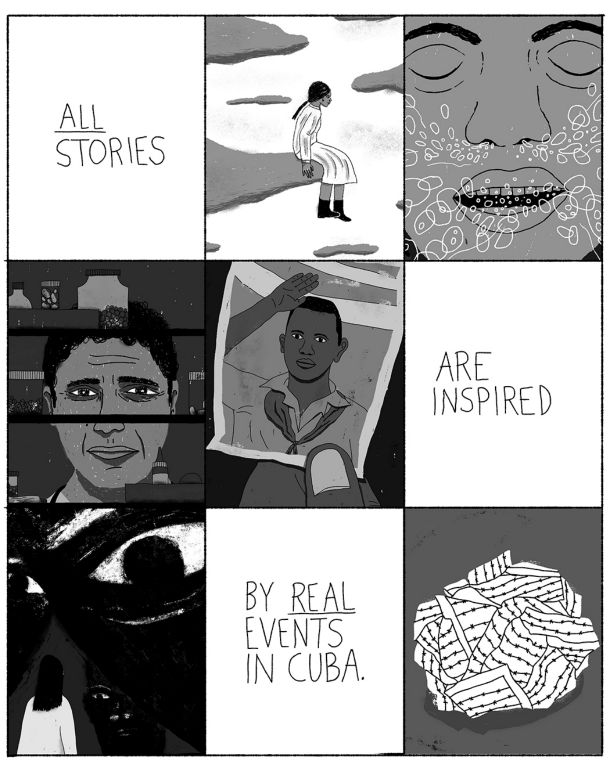 ALL
STORIES
ARE
INSPIRED
BY REAL
EVENTS
IN CUBA.